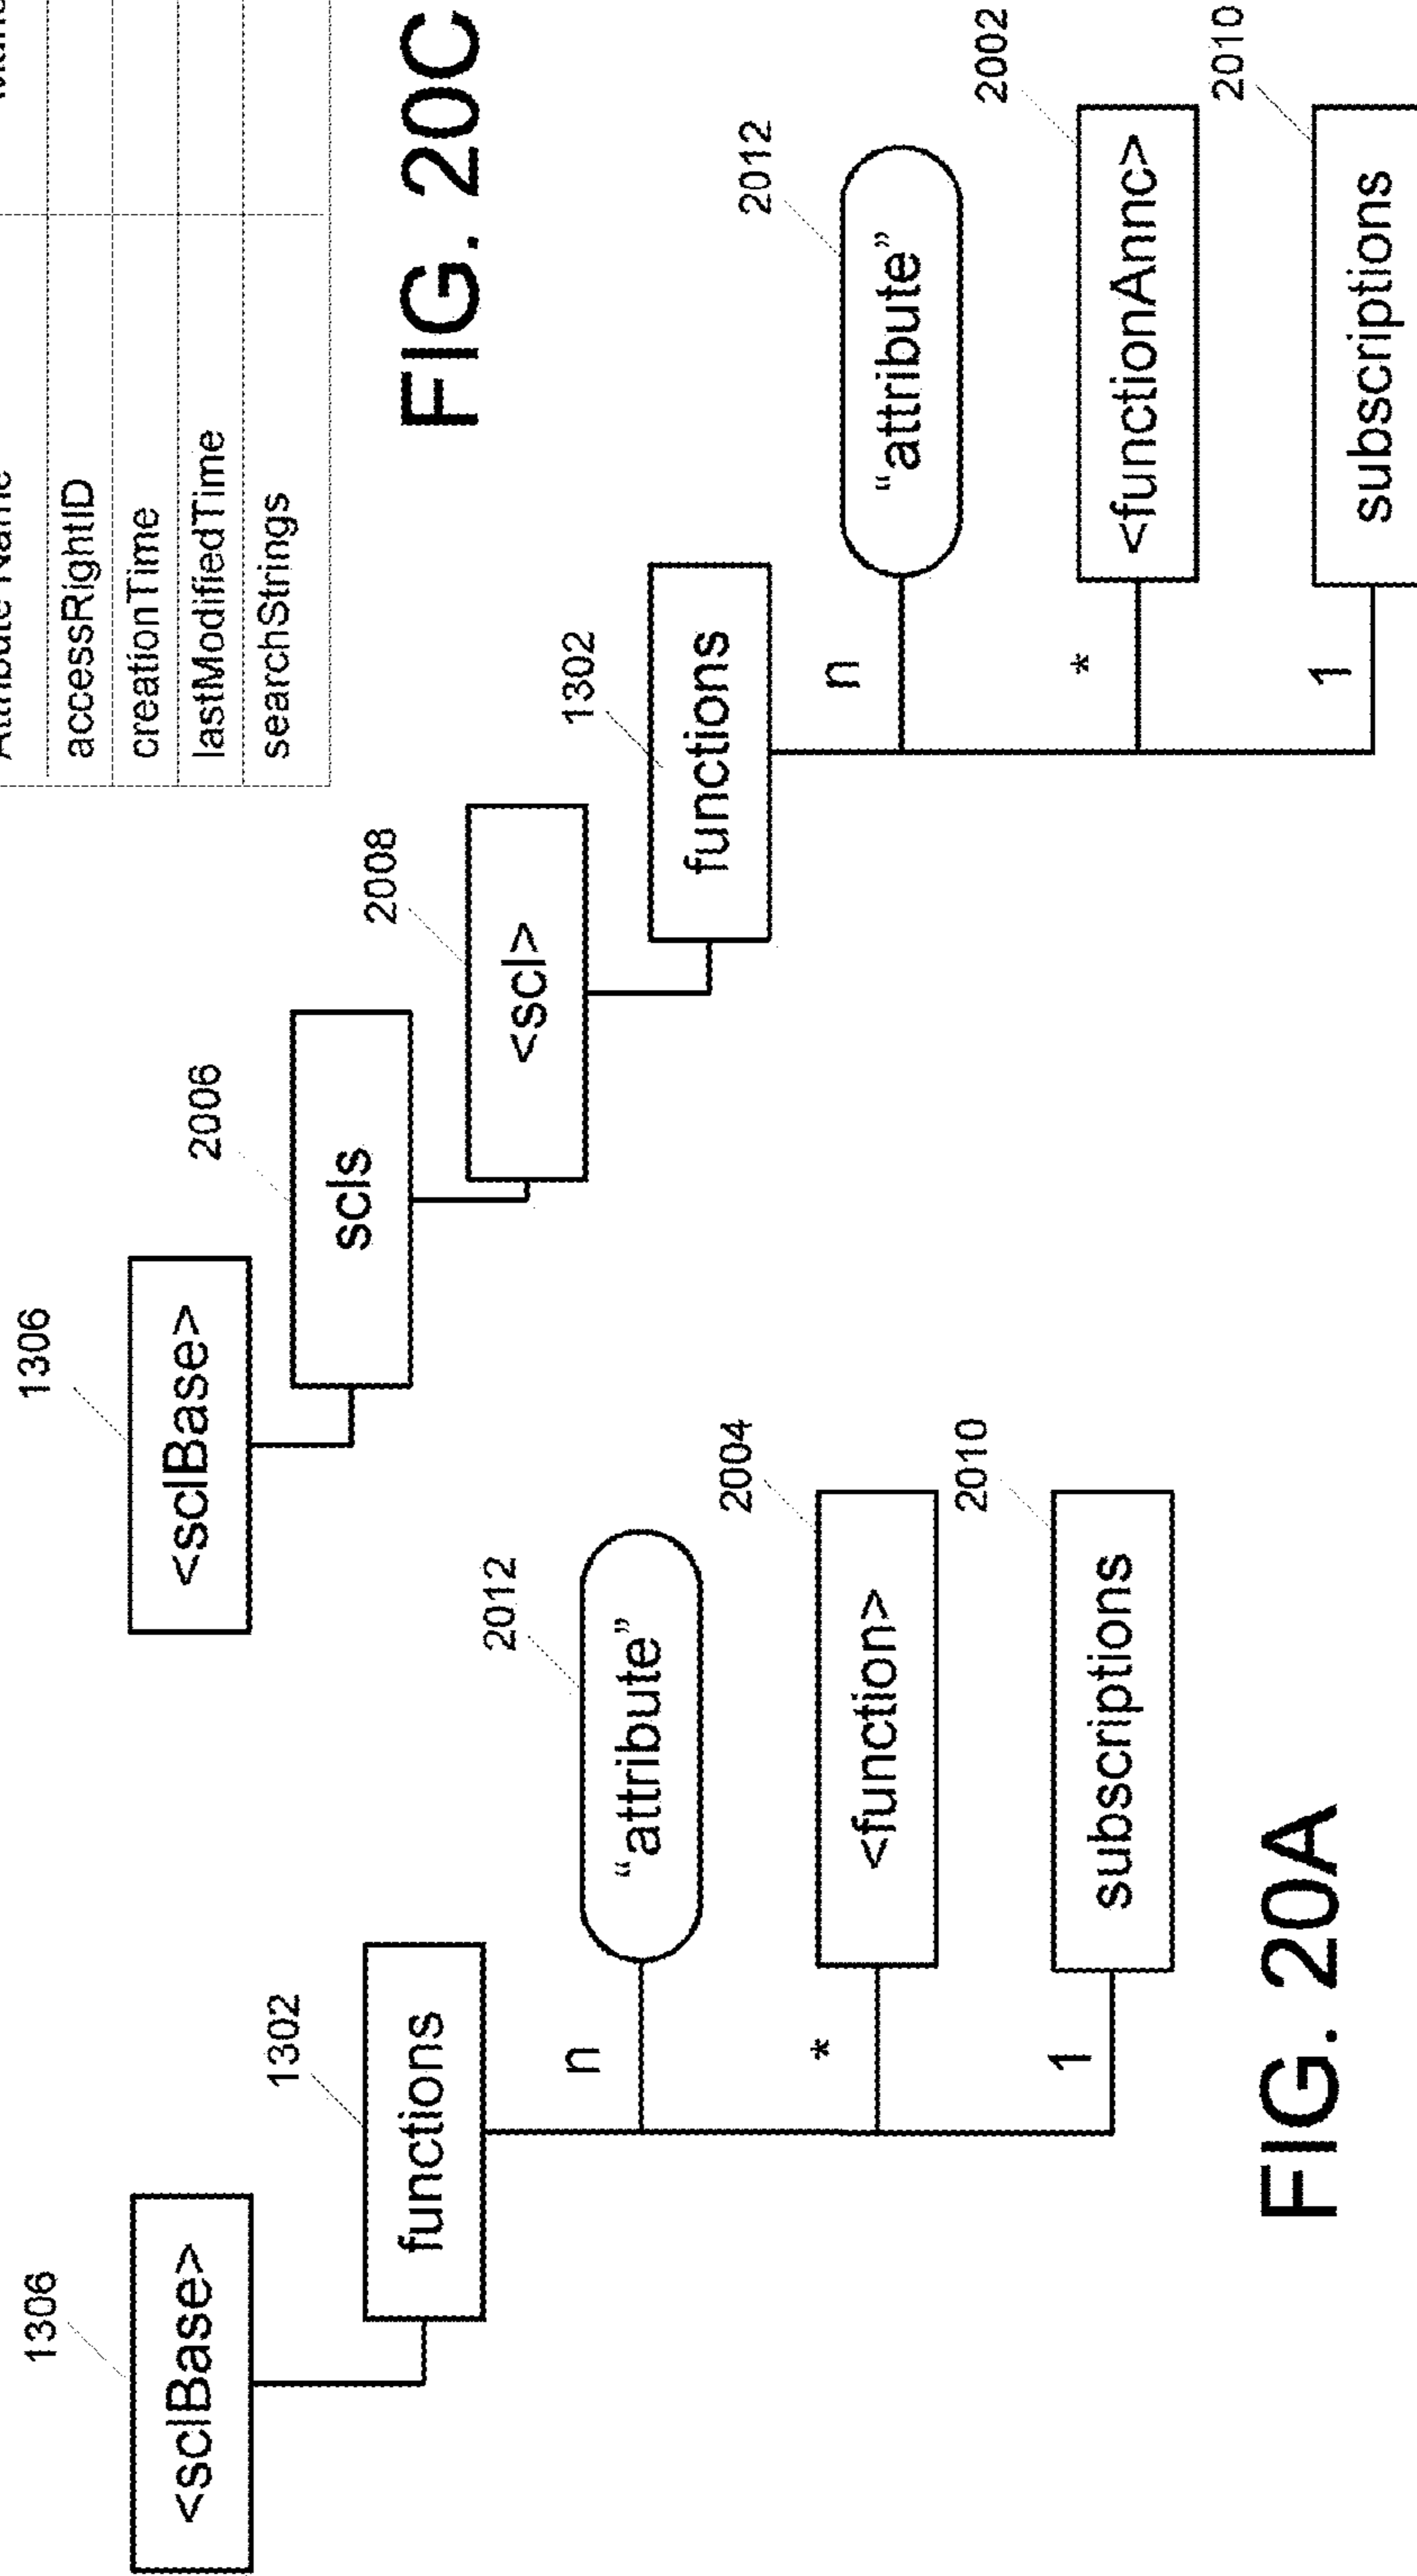 1306
<sclBase>
1302
functions
n
2012
“attribute”
*
2004
<function>
1
2010
subscriptions
FIG. 20A
1306
<sclBase>
2006
scls
2008
<scl>
1302
functions
n
2012
“attribute”
*
2002
<functionAnnc>
1
2010
subscriptions
Attribute Name
accessRightID
creationTime
lastModifiedTime
searchStrings
FIG. 20C